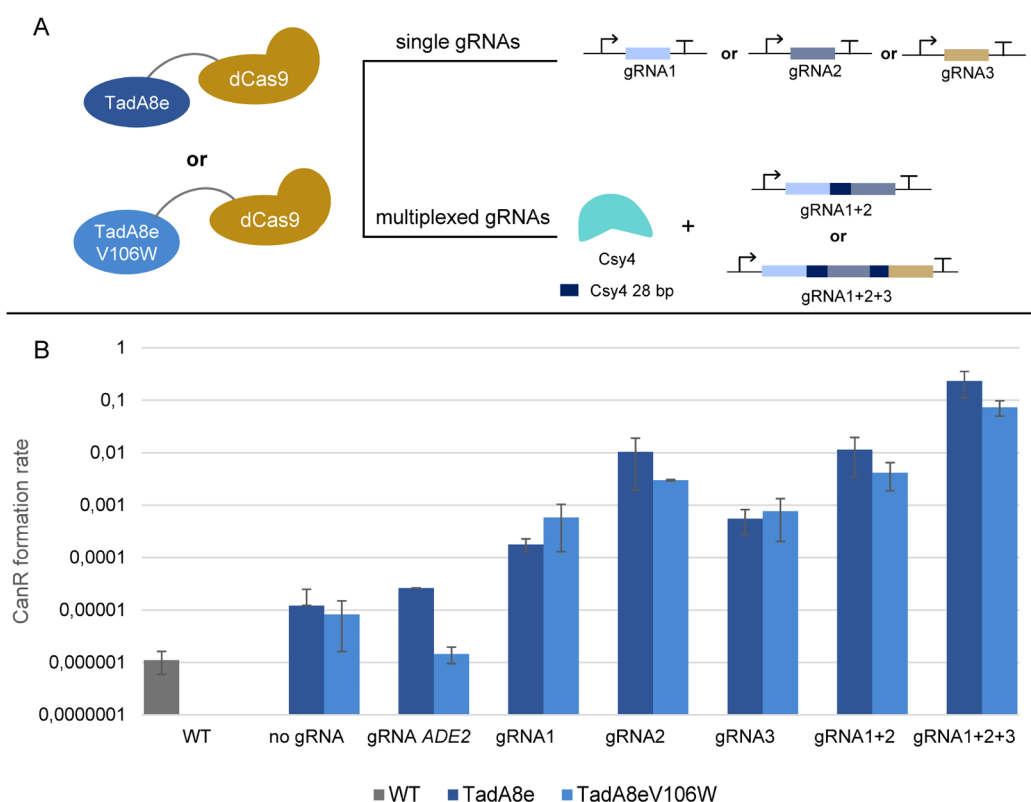 A
TadA8e
dCas9
or
TadA8e
V106W
dCas9
single gRNAs
gRNA1
or
gRNA2
or
gRNA3
multiplexed gRNAs
Csy4
+
Csy4 28 bp
gRNA1+2
or
gRNA1+2+3
B
CanR formation rate
1
0,1
0,01
0,001
0,0001
0,00001
0,000001
0,0000001
WT
no gRNA
gRNA ADE2
gRNA1
gRNA2
gRNA3
gRNA1+2
gRNA1+2+3
WT
TadA8e
TadA8eV106W